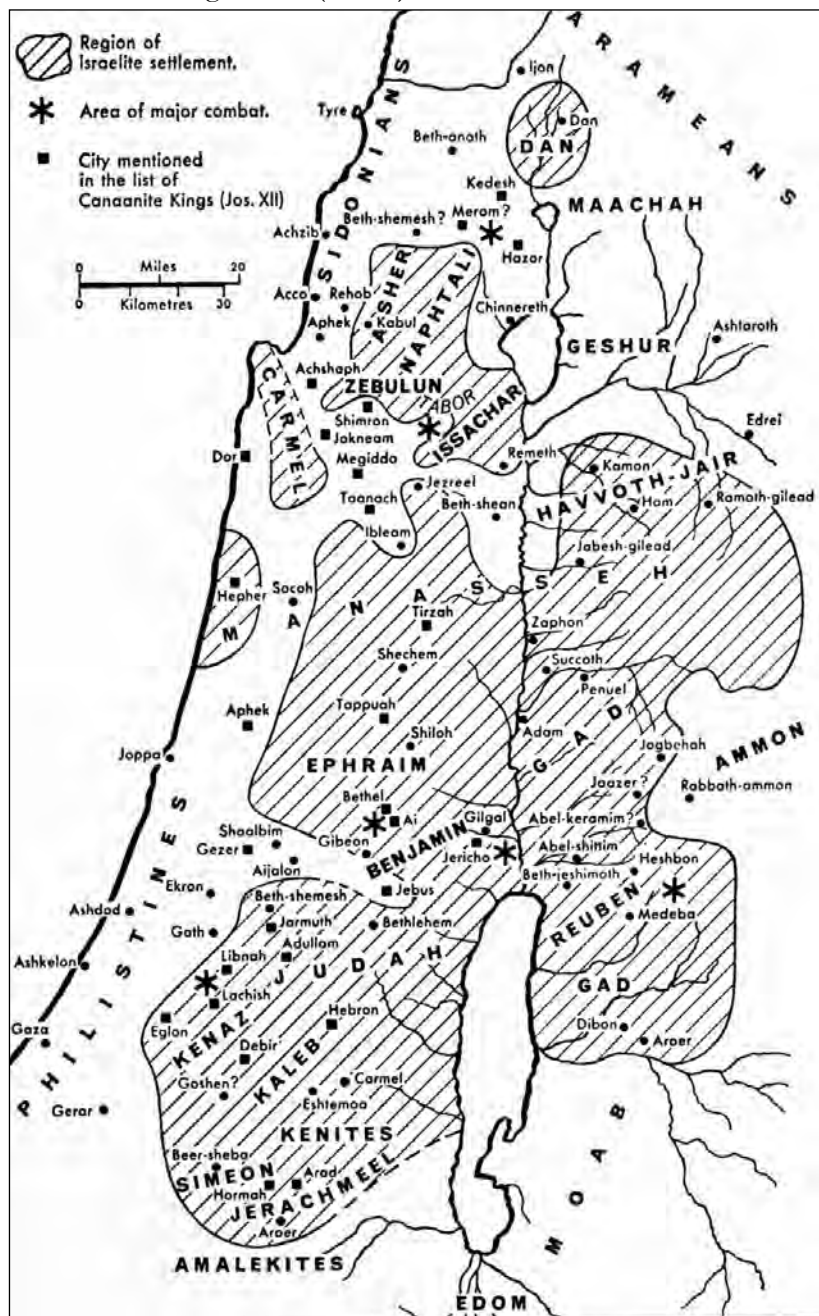 Region of
Israelite settlement.
Area of major combat.
City mentioned
in the list of
Canaanite Kings (Jos. XII)
0 Miles 20
0 Kilometres 30
ARAMEANS
Ijon
Tyre
Dan
DAN
Beth-anath
SIDONIANS
Kedesh
MAACHAH
Merom?
Beth-shemesh?
Achzib
Hazor
ASHER
NAPHTALI
Acco
Rehob
Chinnereth
Kabul
Aphek
GESHUR
Ashtaroth
Achshaph
ZEBULUN
CARMEL
TABOR
ISSACHAR
Shimron
Edrei
Jokneam
Dor
Megiddo
Remeth
Kamon
HAVVOTH-JAIR
Jezreel
Ham
Ramoth-gilead
Taanach
Beth-shean
Ibleam
Jabesh-gilead
Hepher
Socoh
MANASSEH
Tirzah
Zaphon
Shechem
Succoth
Penuel
Tappuah
Aphek
Adam
GAD
Shiloh
Jogbehah
AMMON
Joppa
EPHRAIM
Jaazer?
Rabbath-ammon
Bethel
Ai
Gilgal
Abel-keramim?
Shaalbim
Gibeon
BENJAMIN
Gezer
Jericho
Abel-shinim
Aijalon
Heshbon
Beth-jeshimoth
Jebus
Ekron
Beth-shemesh
REUBEN
Ashdod
Jarmuth
Bethlehem
Medeba
Gath
Adullam
JUDAH
Ashkelon
Libnah
Lachish
GAD
PHILISTINES
Eglon
KENAZ
Hebron
Dibon
Gaza
Debir
KALEB
Aroer
Goshen?
Carmel
Gerar
Eshtemoa
KENITES
MOAB
Beer-sheba
SIMEON
Arad
Hormah
JERACHMEEL
Aroer
AMALEKITES
EDOM